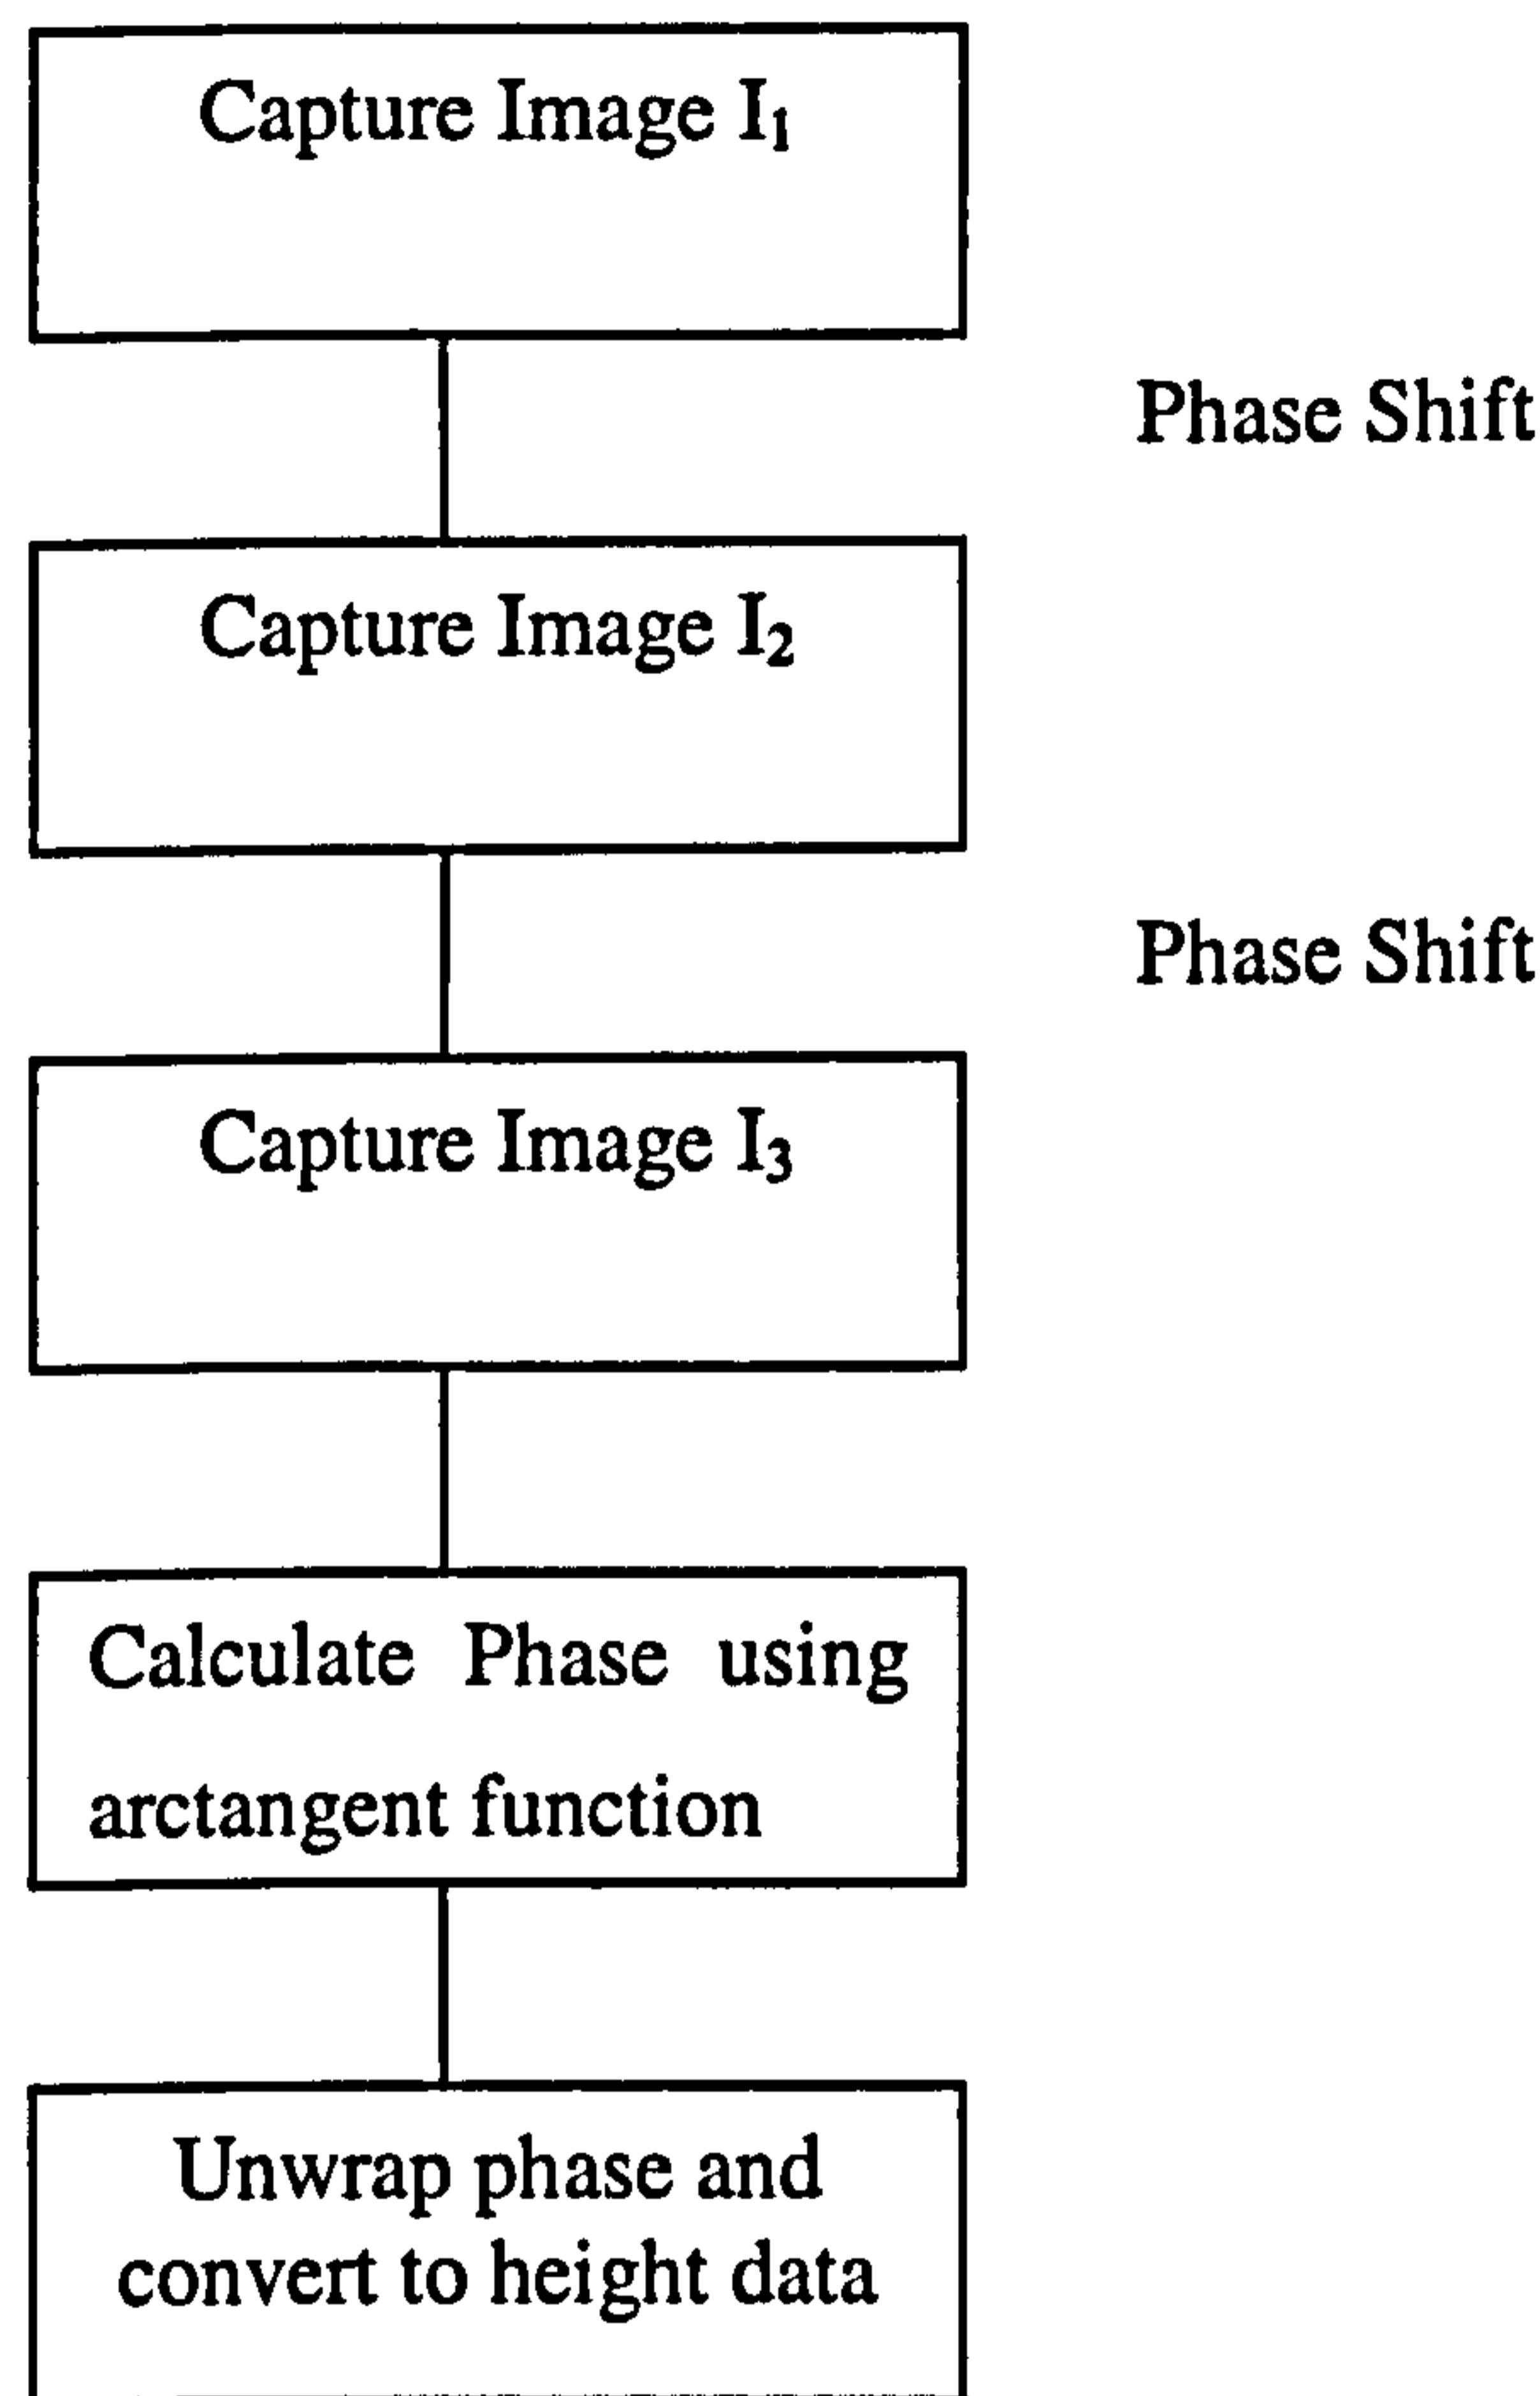 Capture Image I₁
Phase Shift
Capture Image I₂
Phase Shift
Capture Image I₃
Calculate Phase using
arctangent function
Unwrap phase and
convert to height data